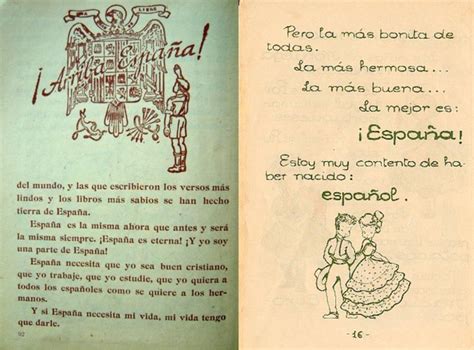 UNA
LIBRE
¡Arriba España!
del mundo, y las que escribieron los versos más
lindos y los libros más sabios se han hecho
tierra de España.
España es la misma ahora que antes y será
la misma siempre. ¡España es eterna! ¡Y yo soy
una parte de España!
España necesita que yo sea buen cristiano,
que yo trabaje, que yo estudie, que yo quiera a
todos los españoles como se quiere a los her-
manos.
Y si España necesita mi vida, mi vida tengo
que darle.
92
Pero la más bonita de
todas.
La más hermosa...
La más buena...
La mejor es:
¡España!
Estoy muy contento de ha-
ber nacido:
español.
-16-